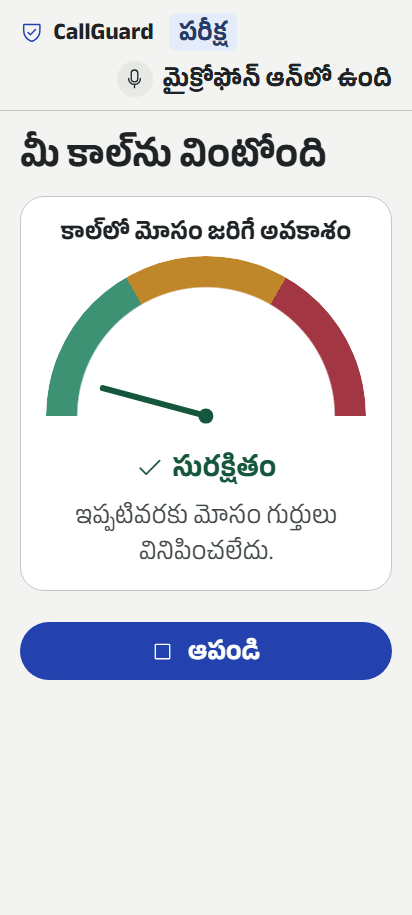 CallGuard పరీక్ష
మైక్రోఫోన్ ఆన్‌లో ఉంది
మీ కాల్‌ను వింటోంది
కాల్‌లో మోసం జరిగే అవకాశం
సురక్షితం
ఇప్పటివరకు మోసం గుర్తులు
వినిపించలేదు.
ఆపండి